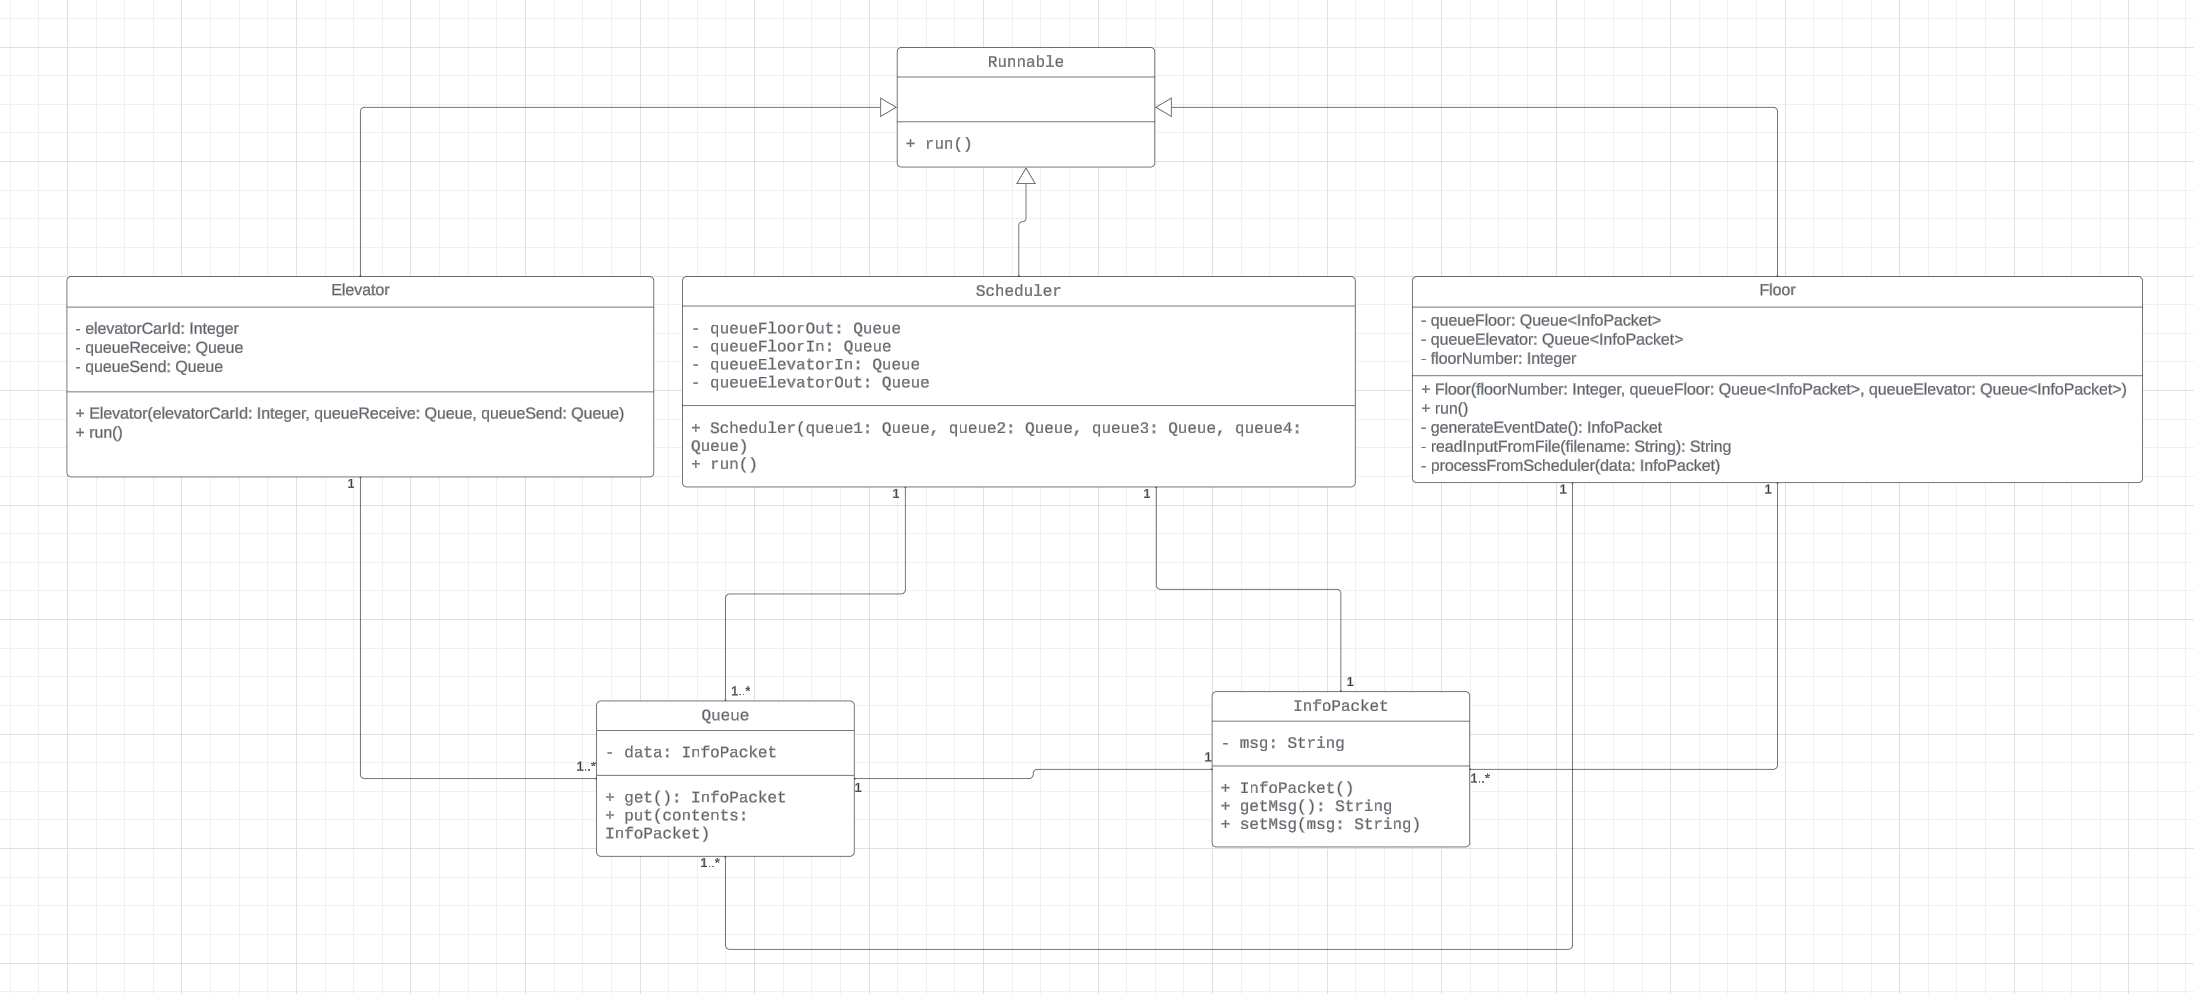 Runnable
+ run()
Elevator
- elevatorCarId: Integer
- queueReceive: Queue
- queueSend: Queue
+ Elevator(elevatorCarId: Integer, queueReceive: Queue, queueSend: Queue)
+ run()
1
Scheduler
- queueFloorOut: Queue
- queueFloorIn: Queue
- queueElevatorIn: Queue
- queueElevatorOut: Queue
+ Scheduler(queue1: Queue, queue2: Queue, queue3: Queue, queue4:
Queue)
+ run()
1
1
Floor
- queueFloor: Queue<InfoPacket>
- queueElevator: Queue<InfoPacket>
- floorNumber: Integer
+ Floor(floorNumber: Integer, queueFloor: Queue<InfoPacket>, queueElevator: Queue<InfoPacket>)
+ run()
- generateEventDate(): InfoPacket
- readInputFromFile(filename: String): String
- processFromScheduler(data: InfoPacket)
1
1
1..*
Queue
- data: InfoPacket
1..*
+ get(): InfoPacket
+ put(contents:
InfoPacket)
1
1..*
1
InfoPacket
- msg: String
1
+ InfoPacket()
+ getMsg(): String
+ setMsg(msg: String)
1..*